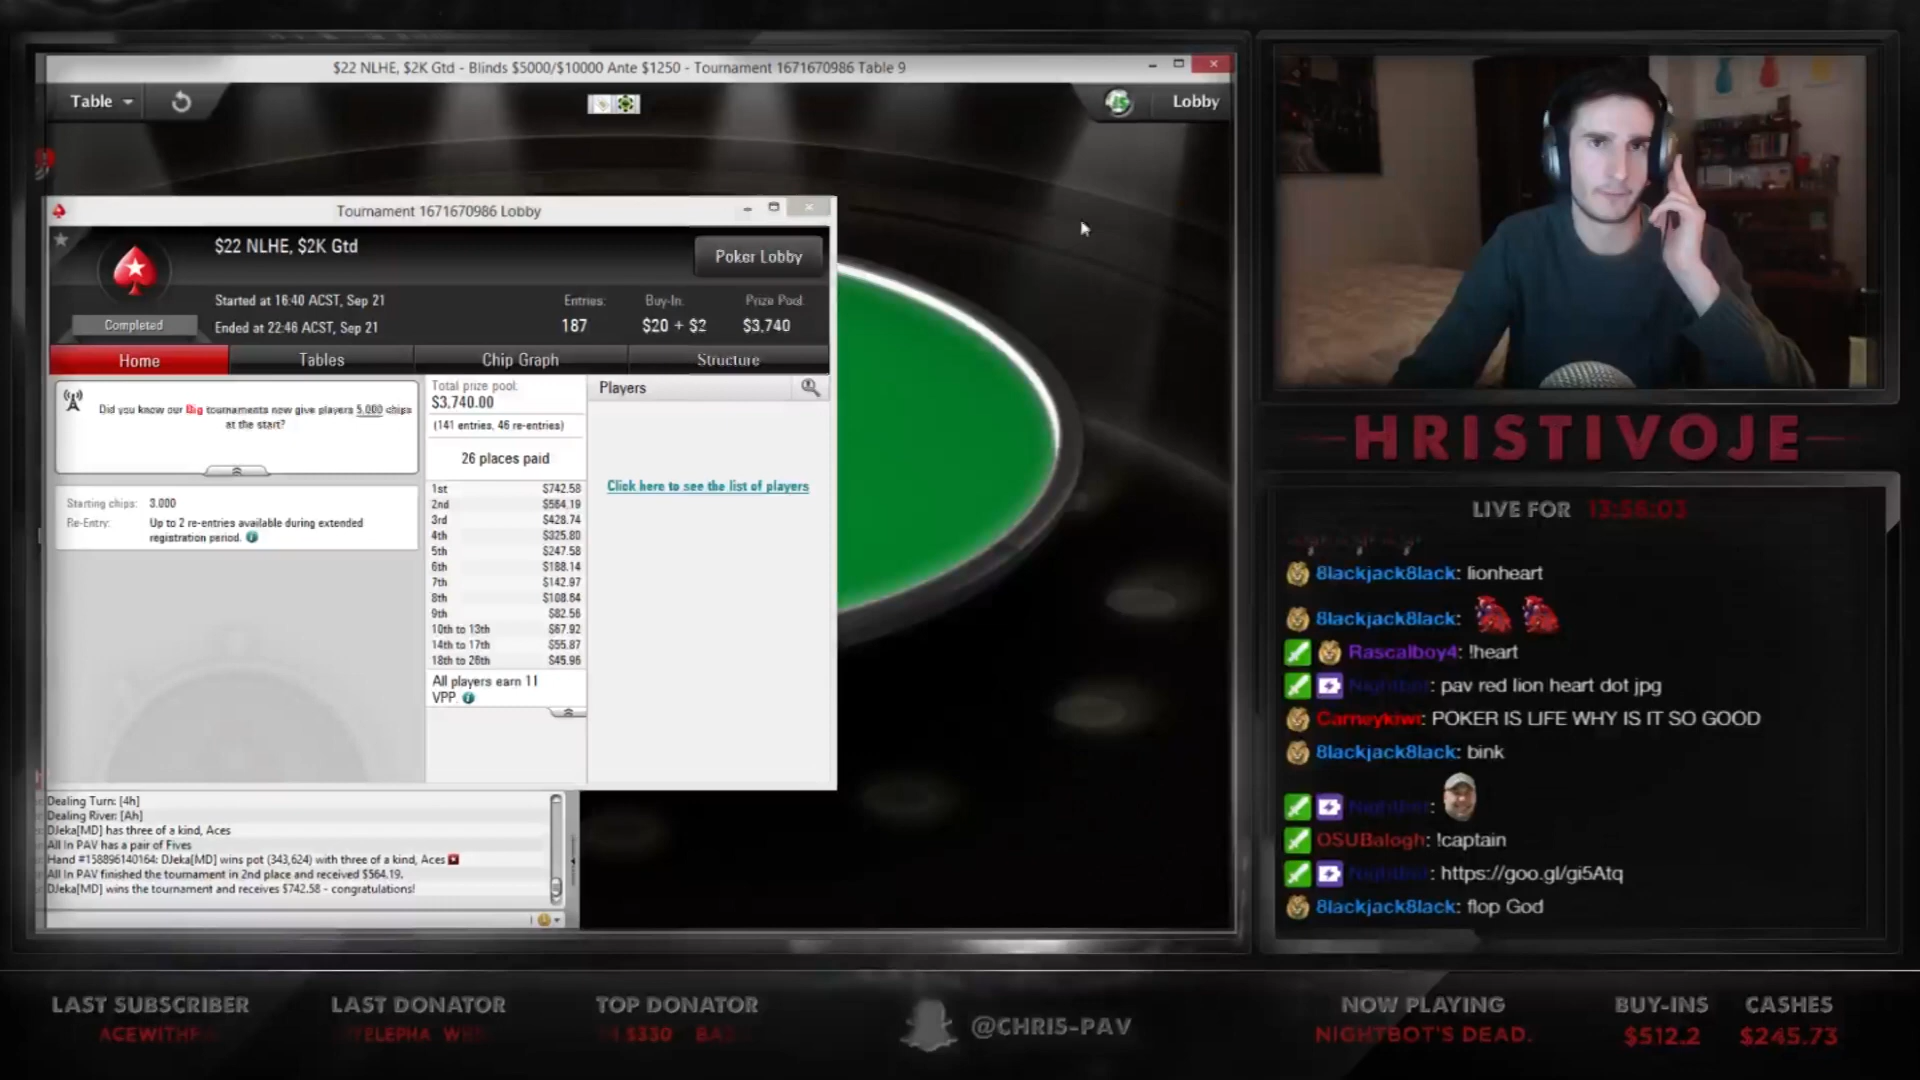 $22 NLHE, $2K Gtd - Blinds $5000/$10000 Ante $1250 - Tournament 1671670986 Table 9
Table
Lobby
Tournament 1671670986 Lobby
$22 NLHE, $2K Gtd
Poker Lobby
Started at 16:40 ACST, Sep 21
Entries:
Buy-In:
Prize Pool:
Completed
Ended at 22:46 ACST, Sep 21
187
$20 + $2
$3,740
Home
Tables
Chip Graph
Structure
Did you know our Big tournaments now give players 5,000 chips
at the start?
Starting chips: 3.000
Re-Entry: Up to 2 re-entries available during extended
registration period.
Total prize pool:
$3,740.00
(141 entries, 46 re-entries)
26 places paid
1st $742.58
2nd $564.19
3rd $428.74
4th $325.80
5th $247.58
6th $188.14
7th $142.97
8th $108.64
9th $82.56
10th to 13th $67.92
14th to 17th $55.87
18th to 26th $45.96
All players earn 11
VPP.
Players
Click here to see the list of players
Dealing Turn: [4h]
Dealing River: [Ah]
DJeka[MD] has three of a kind, Aces
All In PAV has a pair of Fives
Hand #158896140164: DJeka[MD] wins pot (343,624) with three of a kind, Aces
All In PAV finished the tournament in 2nd place and received $564.19.
DJeka[MD] wins the tournament and receives $742.58 - congratulations!
HRISTIVOJE
LIVE FOR 13:56:03
8lackjack8lack: lionheart
8lackjack8lack:
Rascalboy4: !heart
Nightbot: pav red lion heart dot jpg
Carneykiwi: POKER IS LIFE WHY IS IT SO GOOD
8lackjack8lack: bink
Nightbot:
OSUBalogh: !captain
Nightbot: https://goo.gl/gi5Atq
8lackjack8lack: flop God
LAST SUBSCRIBER
ACEWITHF
LAST DONATOR
TOP DONATOR
$330
@CHRIS-PAV
NOW PLAYING
NIGHTBOT'S DEAD.
BUY-INS
$512.2
CASHES
$245.73